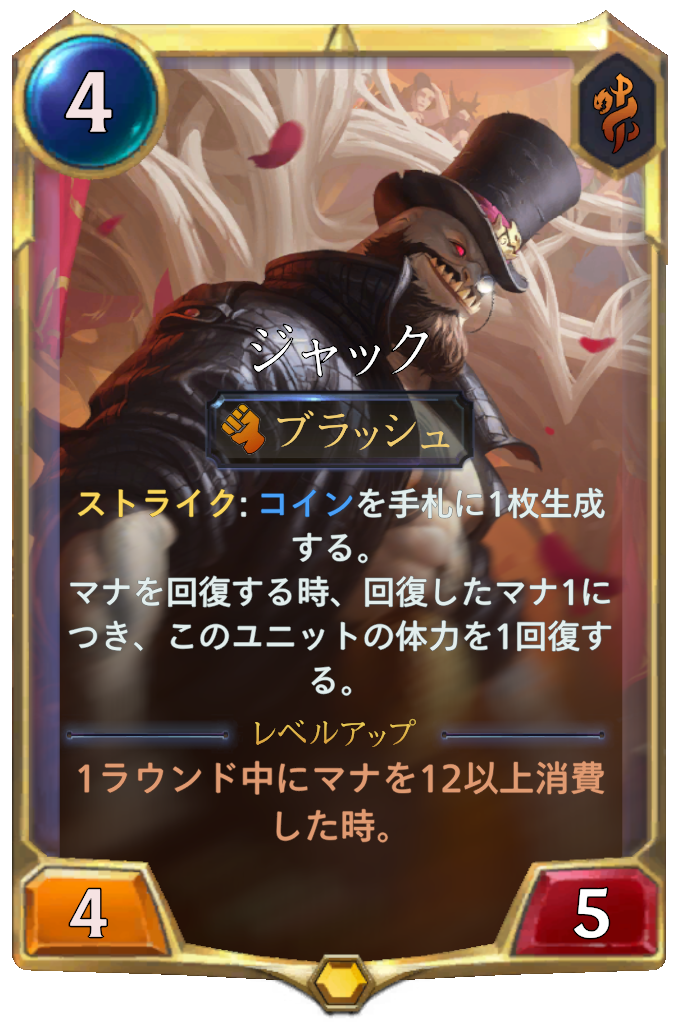 4
ジャック
ブラッシュ
ストライク: コインを手札に1枚生成
する。
マナを回復する時、回復したマナ1に
つき、このユニットの体力を1回復す
る。
レベルアップ
1ラウンド中にマナを12以上消費
した時。
4
5